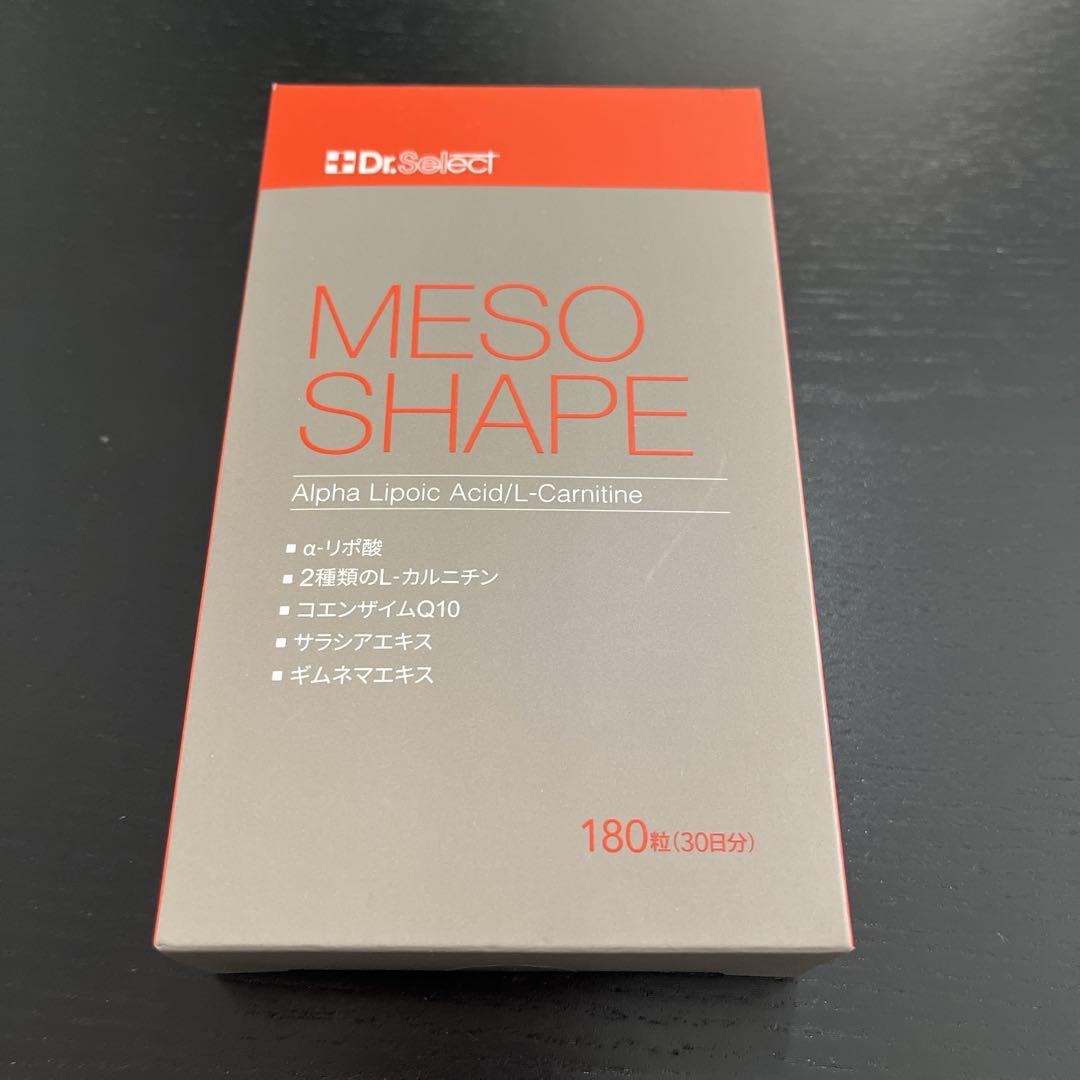 Dr.Select
MESO
SHAPE
Alpha Lipoic Acid/L-Carnitine
■ α-リポ酸
■ 2種類のL-カルニチン
■ コエンザイムQ10
■ サラシアエキス
■ ギムネマエキス
180粒(30日分)